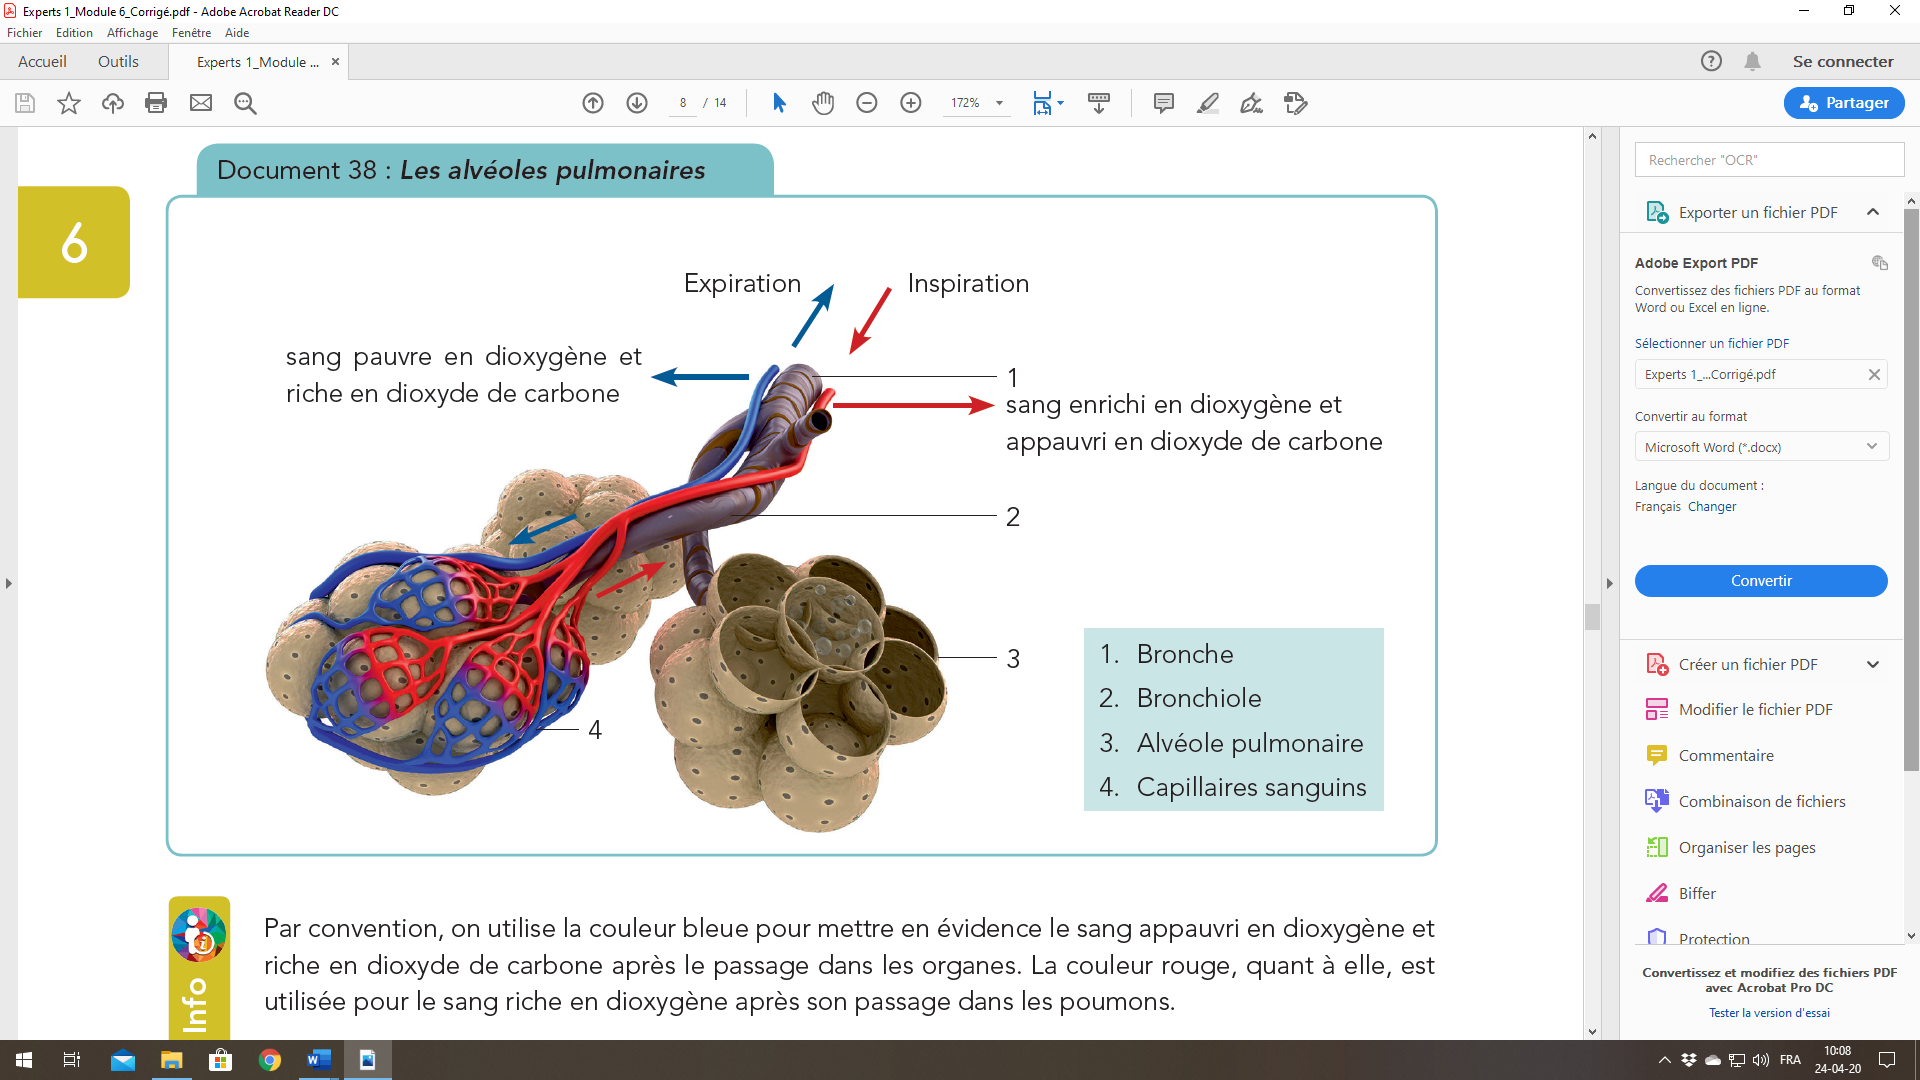 Experts 1_Module 6_Corrigé.pdf - Adobe Acrobat Reader DC
Fichier Edition Affichage Fenêtre Aide
Accueil Outils Experts 1_Module ... × Se connecter
8 / 14 172% Partager
Document 38 : Les alvéoles pulmonaires
6
Expiration Inspiration
sang pauvre en dioxygène et
riche en dioxyde de carbone
1
sang enrichi en dioxygène et
appauvri en dioxyde de carbone
2
3
4
1. Bronche
2. Bronchiole
3. Alvéole pulmonaire
4. Capillaires sanguins
Info
Par convention, on utilise la couleur bleue pour mettre en évidence le sang appauvri en dioxygène et
riche en dioxyde de carbone après le passage dans les organes. La couleur rouge, quant à elle, est
utilisée pour le sang riche en dioxygène après son passage dans les poumons.
Rechercher "OCR"
Exporter un fichier PDF
Adobe Export PDF
Convertissez des fichiers PDF au format
Word ou Excel en ligne.
Sélectionner un fichier PDF
Experts 1_...Corrigé.pdf
Convertir au format
Microsoft Word (*.docx)
Langue du document :
Français Changer
Convertir
Créer un fichier PDF
Modifier le fichier PDF
Commentaire
Combinaison de fichiers
Organiser les pages
Biffer
Protection
Convertissez et modifiez des fichiers PDF
avec Acrobat Pro DC
Tester la version d'essai
FRA
10:08
24-04-20